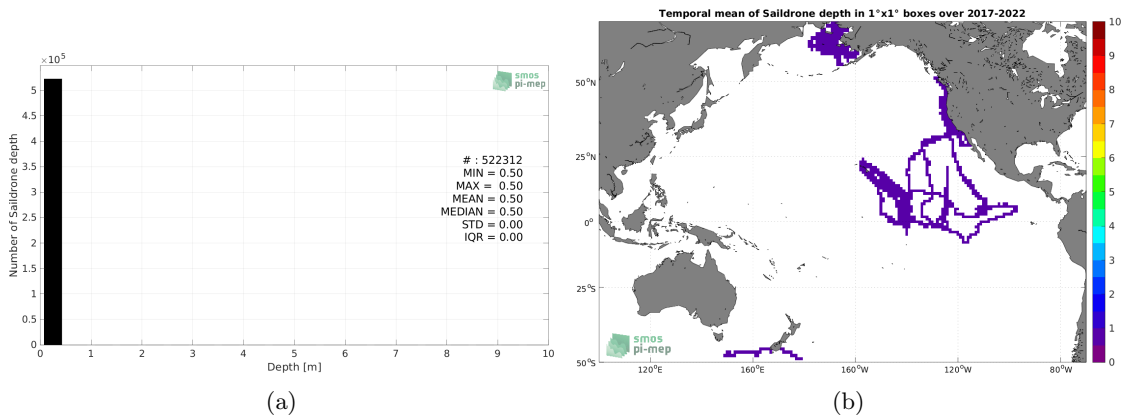 ×10⁵
5
4.5
4
3.5
3
2.5
2
1.5
1
0.5
0
Number of Saildrone depth
0 1 2 3 4 5 6 7 8 9 10
Depth [m]
smos
pi-mep
# : 522312
MIN = 0.50
MAX = 0.50
MEAN = 0.50
MEDIAN = 0.50
STD = 0.00
IQR = 0.00
(a)
Temporal mean of Saildrone depth in 1°x1° boxes over 2017-2022
50°N
25°N
0°
25°S
50°S
120°E 160°E 160°W 120°W 80°W
smos
pi-mep
10
9
8
7
6
5
4
3
2
1
0
(b)